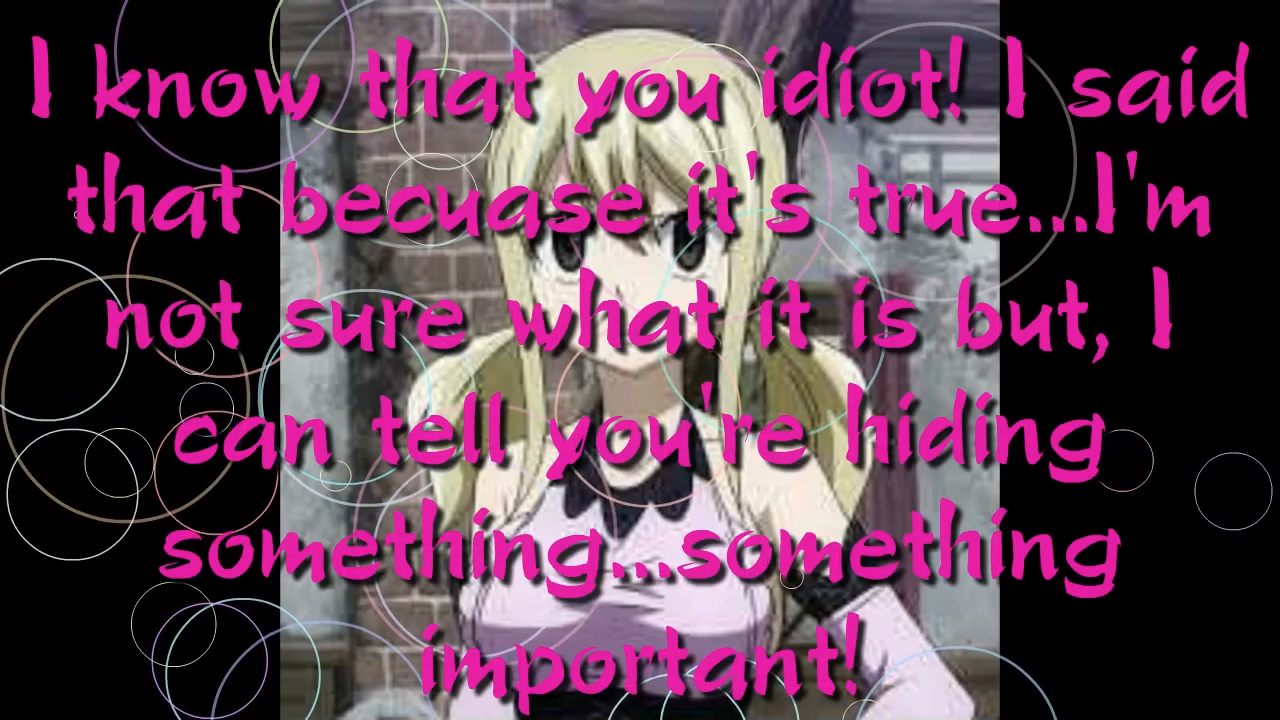 I know that you idiot! I said
that becuase it's true...I'm
not sure what it is but, I
can tell you're hiding
something...something
important!